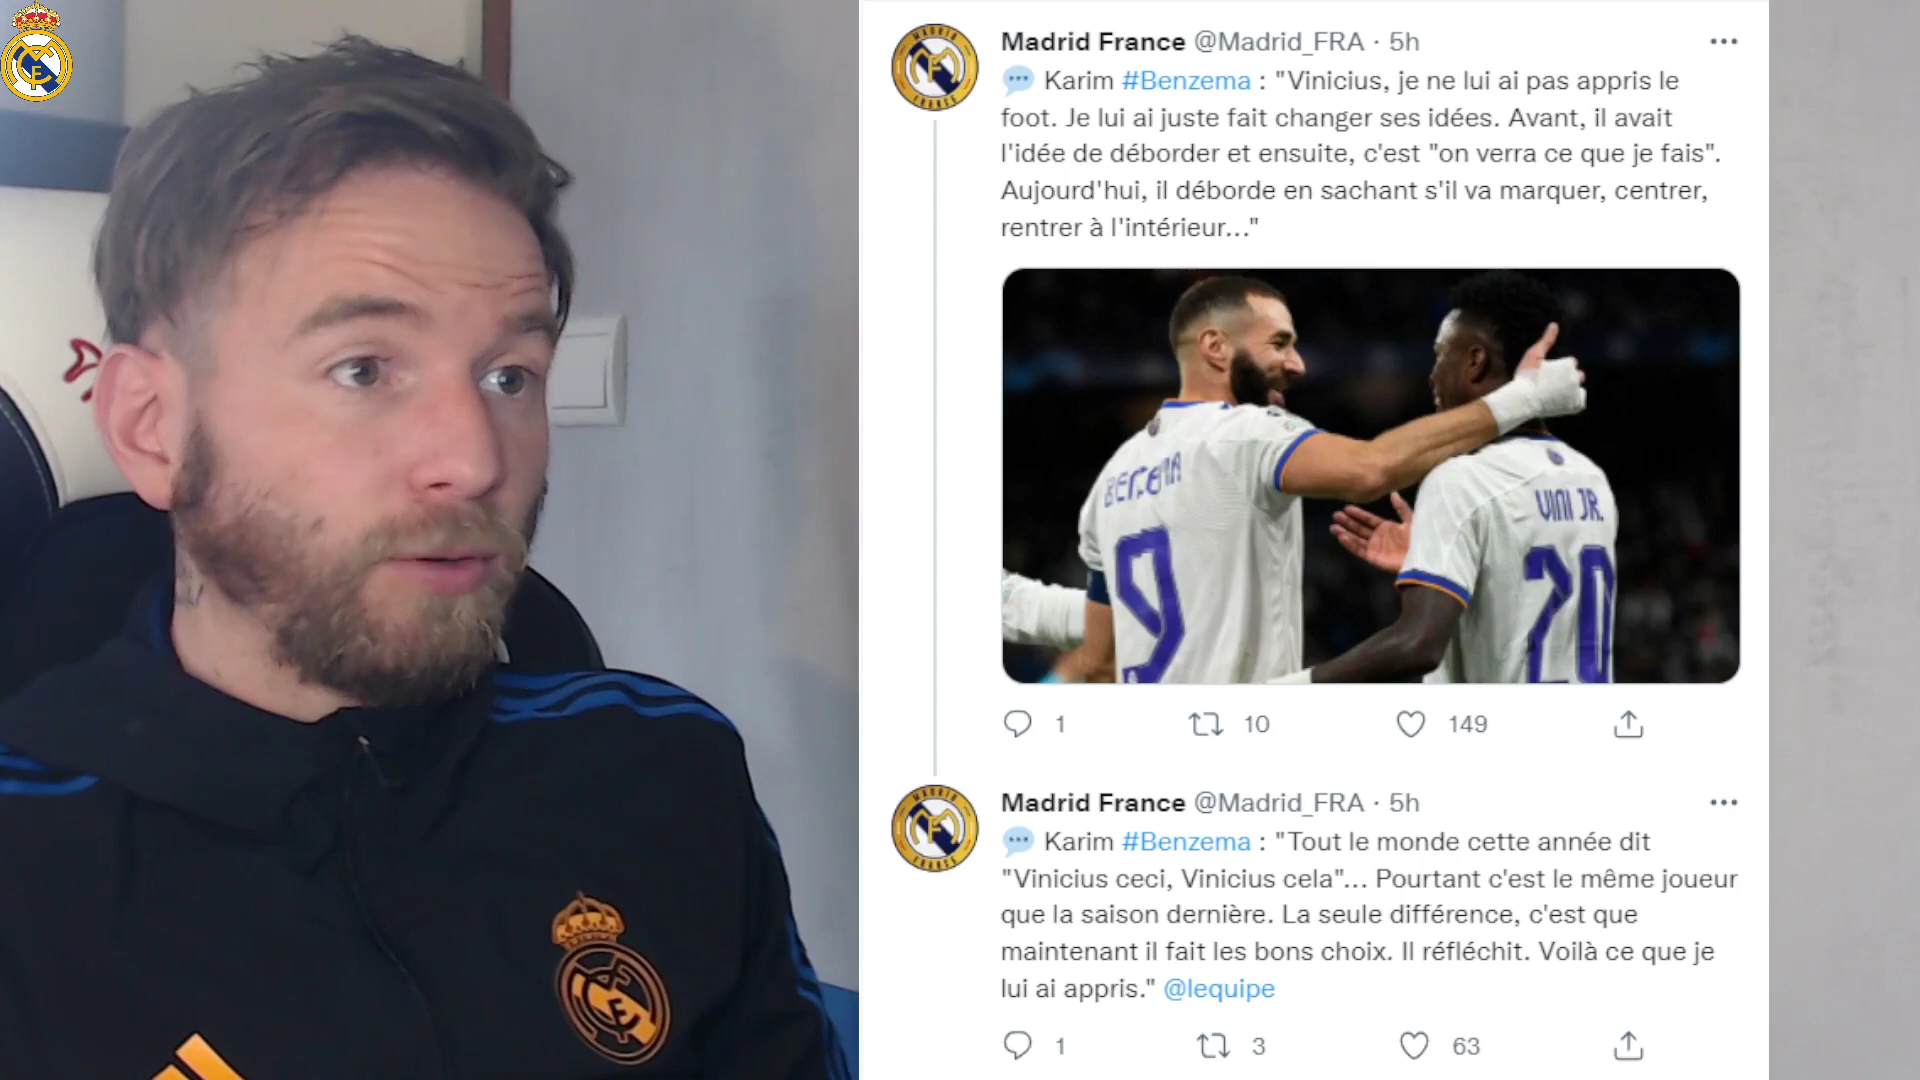 Madrid France @Madrid_FRA · 5h
Karim #Benzema : "Vinicius, je ne lui ai pas appris le
foot. Je lui ai juste fait changer ses idées. Avant, il avait
l'idée de déborder et ensuite, c'est "on verra ce que je fais".
Aujourd'hui, il déborde en sachant s'il va marquer, centrer,
rentrer à l'intérieur..."
BENZEMA
9
VINI JR.
20
1 10 149
MADRID
FRANCE
Madrid France @Madrid_FRA · 5h
Karim #Benzema : "Tout le monde cette année dit
"Vinicius ceci, Vinicius cela"... Pourtant c'est le même joueur
que la saison dernière. La seule différence, c'est que
maintenant il fait les bons choix. Il réfléchit. Voilà ce que je
lui ai appris." @lequipe
1 3 63
MADRID
FRANCE